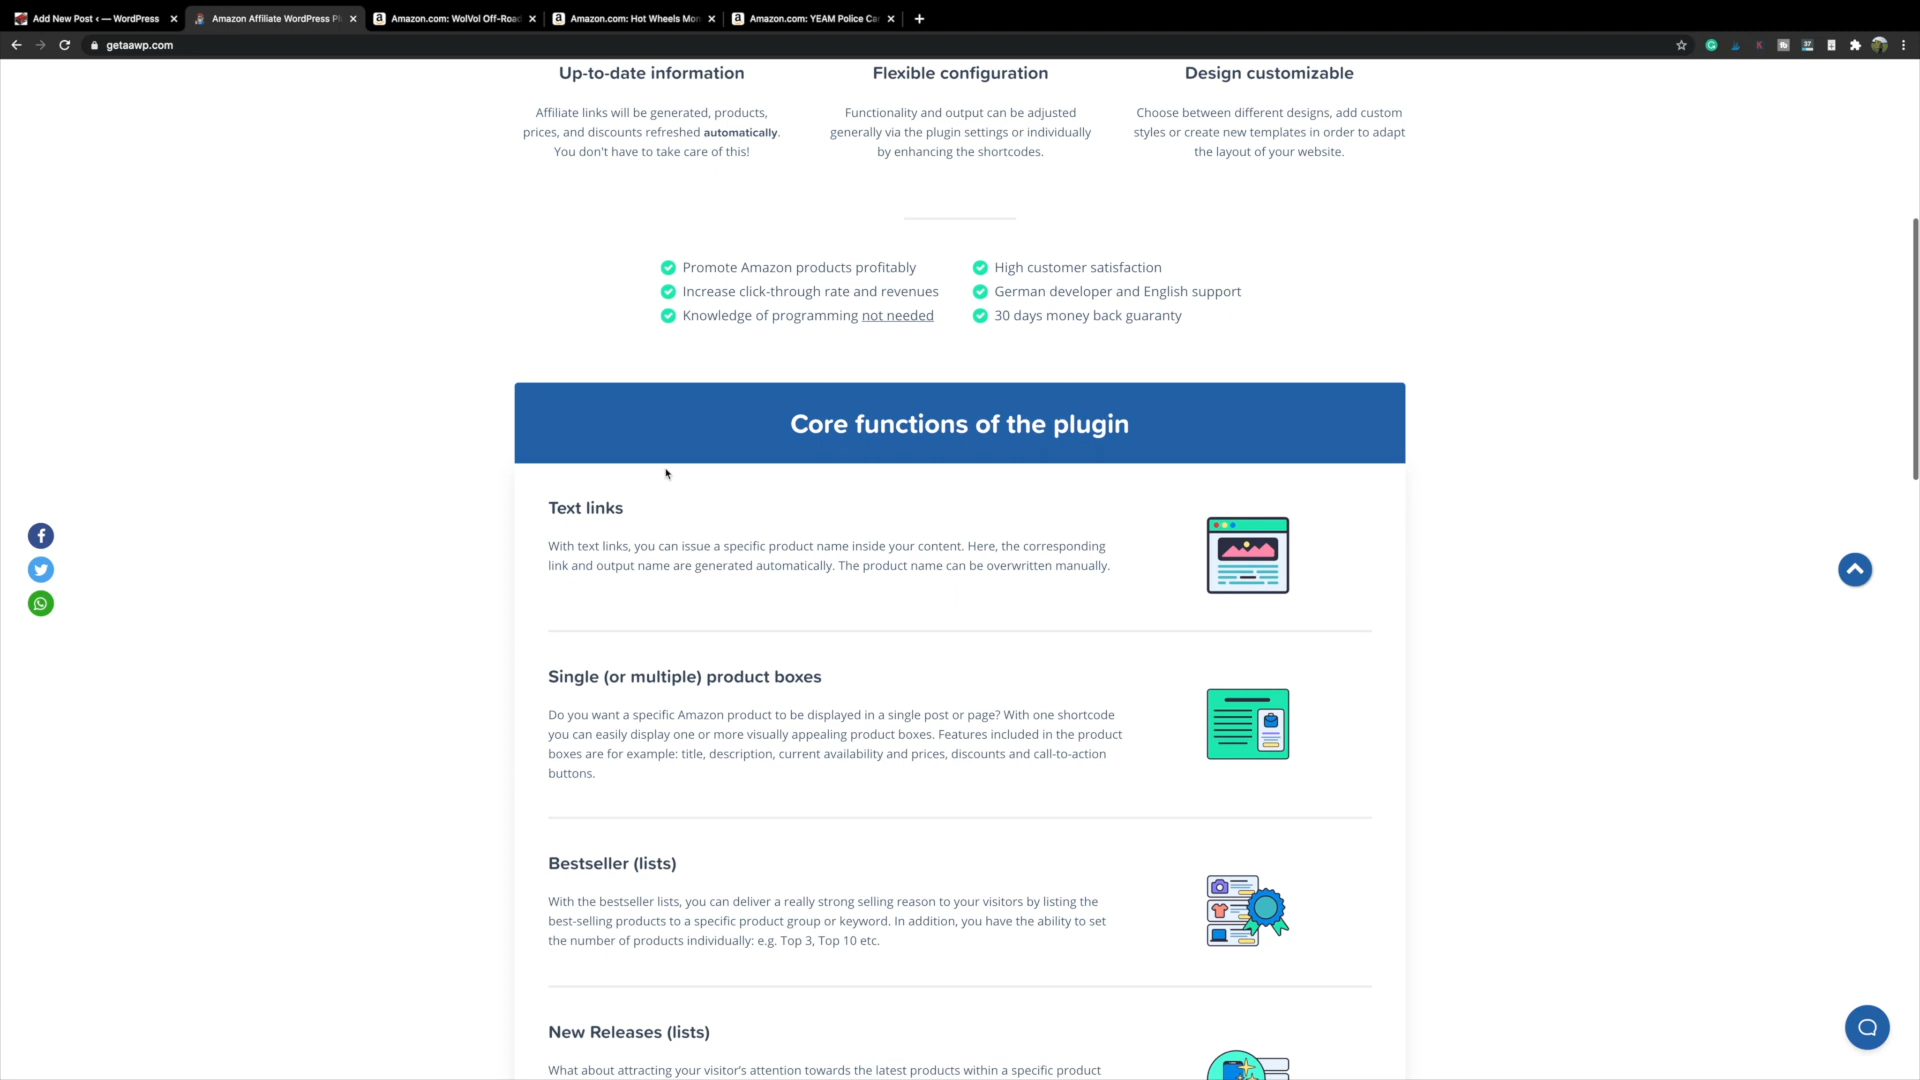 Add New Post ‹ — WordPress
Amazon Affiliate WordPress Pl
Amazon.com: WolVol Off-Road
Amazon.com: Hot Wheels Mon
Amazon.com: YEAM Police Car
getaawp.com
Up-to-date information
Affiliate links will be generated, products,
prices, and discounts refreshed automatically.
You don't have to take care of this!
Flexible configuration
Functionality and output can be adjusted
generally via the plugin settings or individually
by enhancing the shortcodes.
Design customizable
Choose between different designs, add custom
styles or create new templates in order to adapt
the layout of your website.
Promote Amazon products profitably
Increase click-through rate and revenues
Knowledge of programming not needed
High customer satisfaction
German developer and English support
30 days money back guaranty
Core functions of the plugin
Text links
With text links, you can issue a specific product name inside your content. Here, the corresponding
link and output name are generated automatically. The product name can be overwritten manually.
Single (or multiple) product boxes
Do you want a specific Amazon product to be displayed in a single post or page? With one shortcode
you can easily display one or more visually appealing product boxes. Features included in the product
boxes are for example: title, description, current availability and prices, discounts and call-to-action
buttons.
Bestseller (lists)
With the bestseller lists, you can deliver a really strong selling reason to your visitors by listing the
best-selling products to a specific product group or keyword. In addition, you have the ability to set
the number of products individually: e.g. Top 3, Top 10 etc.
New Releases (lists)
What about attracting your visitor's attention towards the latest products within a specific product